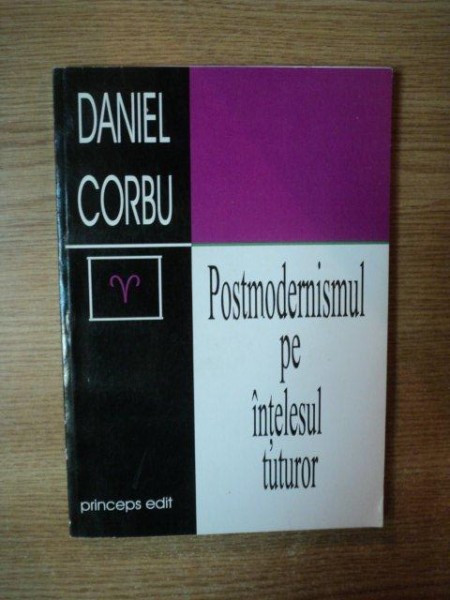 DANIEL
CORBU
Postmodernismul
pe
înțelesul
tuturor
princeps edit